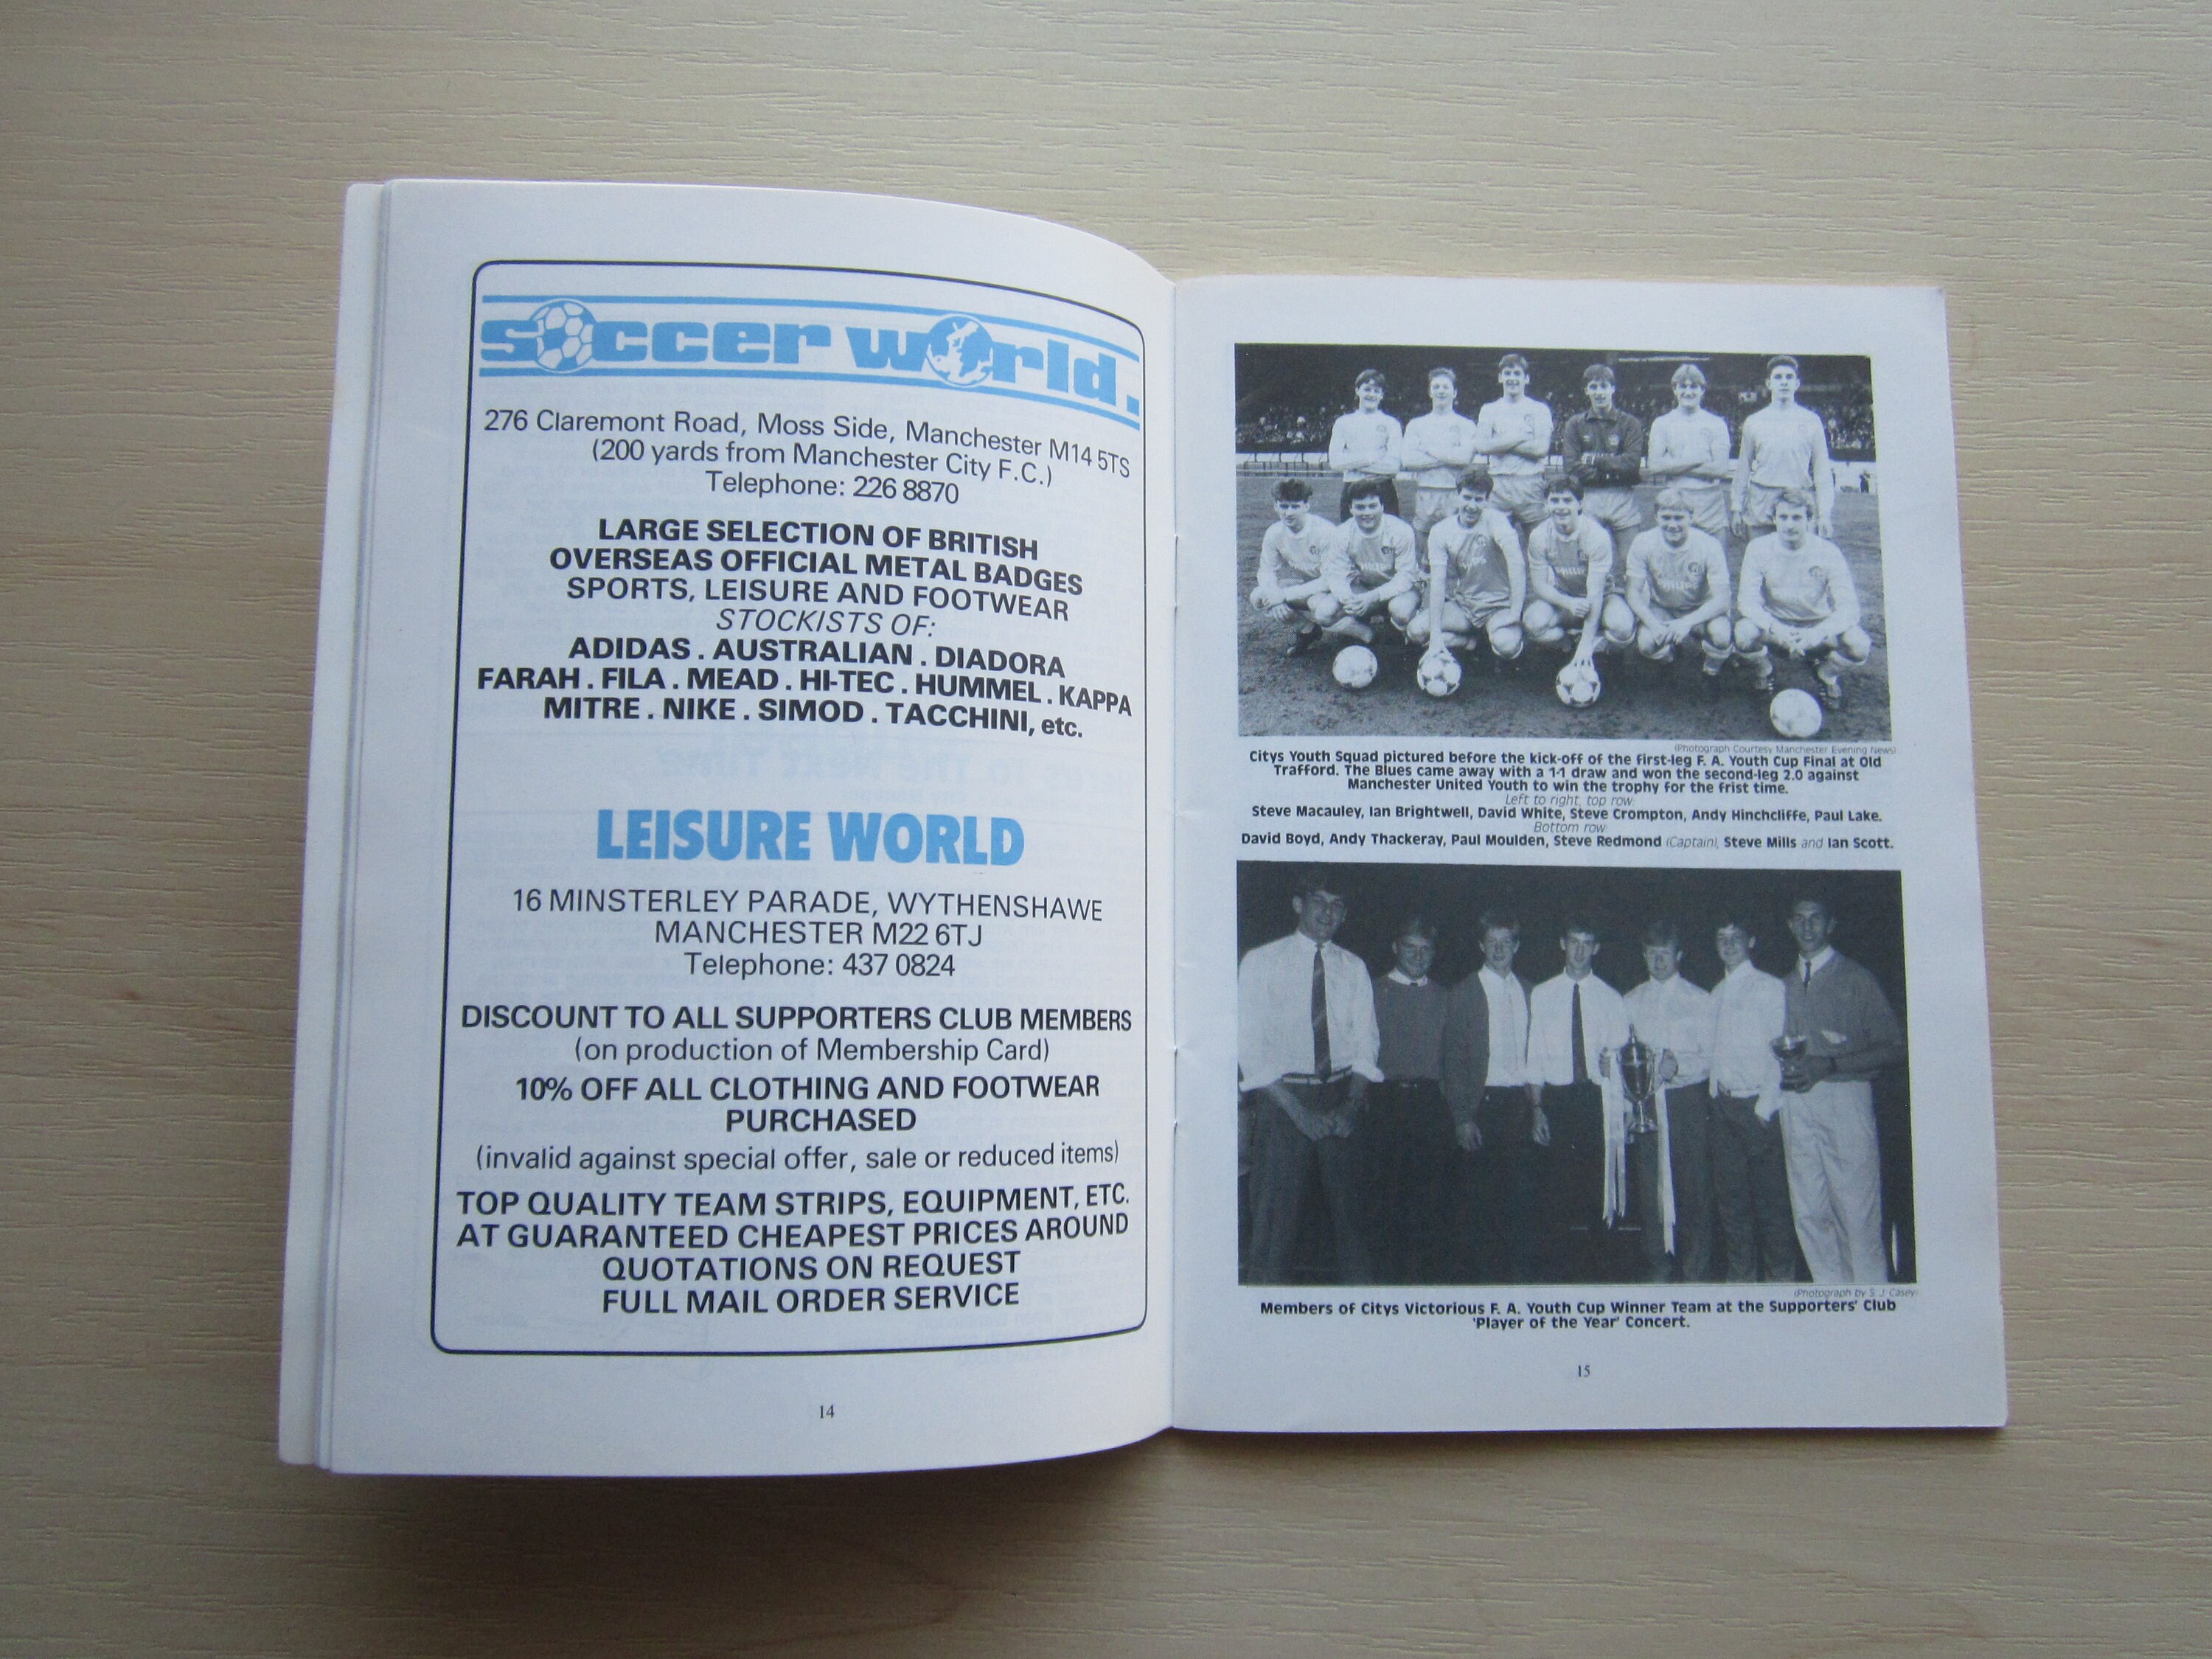 soccer world.
276 Claremont Road, Moss Side, Manchester M14 5TS
(200 yards from Manchester City F.C.)
Telephone: 226 8870
LARGE SELECTION OF BRITISH
OVERSEAS OFFICIAL METAL BADGES
SPORTS, LEISURE AND FOOTWEAR
STOCKISTS OF:
ADIDAS . AUSTRALIAN . DIADORA
FARAH . FILA . MEAD . HI-TEC . HUMMEL . KAPPA
MITRE . NIKE . SIMOD . TACCHINI, etc.
LEISURE WORLD
16 MINSTERLEY PARADE, WYTHENSHAWE
MANCHESTER M22 6TJ
Telephone: 437 0824
DISCOUNT TO ALL SUPPORTERS CLUB MEMBERS
(on production of Membership Card)
10% OFF ALL CLOTHING AND FOOTWEAR
PURCHASED
(invalid against special offer, sale or reduced items)
TOP QUALITY TEAM STRIPS, EQUIPMENT, ETC.
AT GUARANTEED CHEAPEST PRICES AROUND
QUOTATIONS ON REQUEST
FULL MAIL ORDER SERVICE
14
(Photograph Courtesy Manchester Evening News)
Citys Youth Squad pictured before the kick-off of the first-leg F. A. Youth Cup Final at Old
Trafford. The Blues came away with a 1-1 draw and won the second-leg 2.0 against
Manchester United Youth to win the trophy for the frist time.
Left to right, top row:
Steve Macauley, Ian Brightwell, David White, Steve Crompton, Andy Hinchcliffe, Paul Lake.
Bottom row
David Boyd, Andy Thackeray, Paul Moulden, Steve Redmond (Captain), Steve Mills and Ian Scott.
(Photograph by S. J. Casey)
Members of Citys Victorious F. A. Youth Cup Winner Team at the Supporters' Club
'Player of the Year' Concert.
15